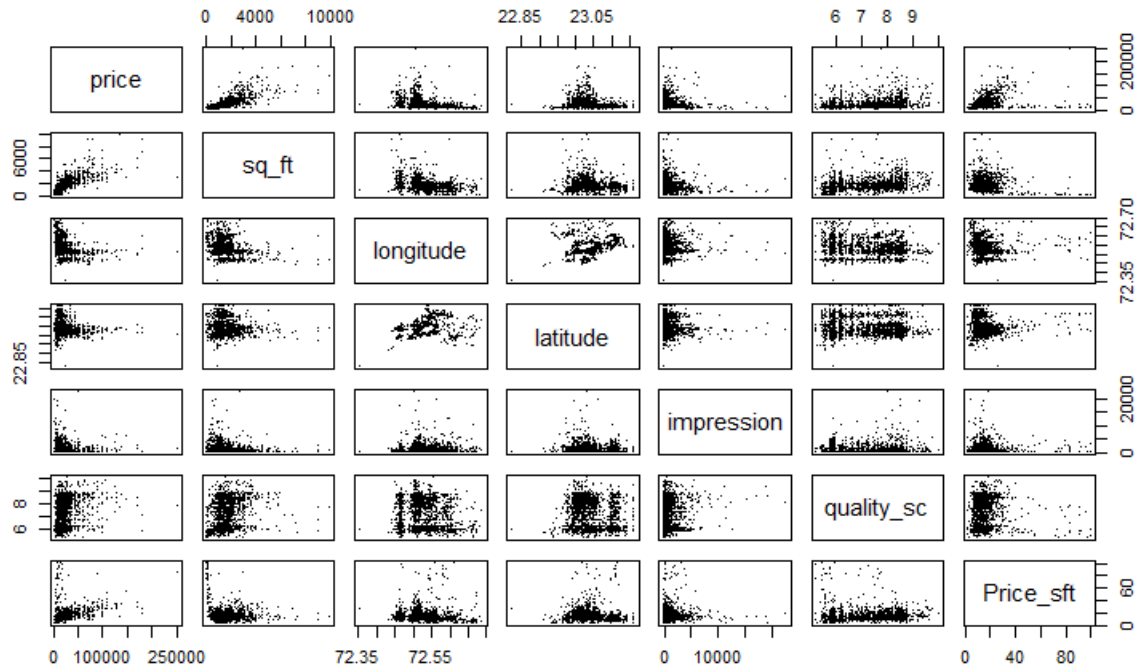 0 4000 10000 22.85 23.05 6 7 8 9
price 0 200000
0 6000 sq_ft
longitude 72.35 72.70
22.85 latitude
impression 0 20000
6 8 quality_sc
Price_sft 0 60
0 100000 250000 72.35 72.55 0 10000 0 40 80